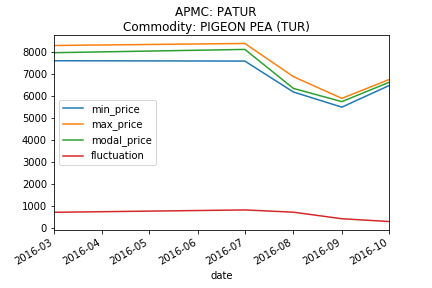 APMC: PATUR
Commodity: PIGEON PEA (TUR)
8000
7000
6000
5000
4000
3000
2000
1000
0
min_price
max_price
modal_price
fluctuation
2016-03
2016-04
2016-05
2016-06
2016-07
2016-08
2016-09
2016-10
date